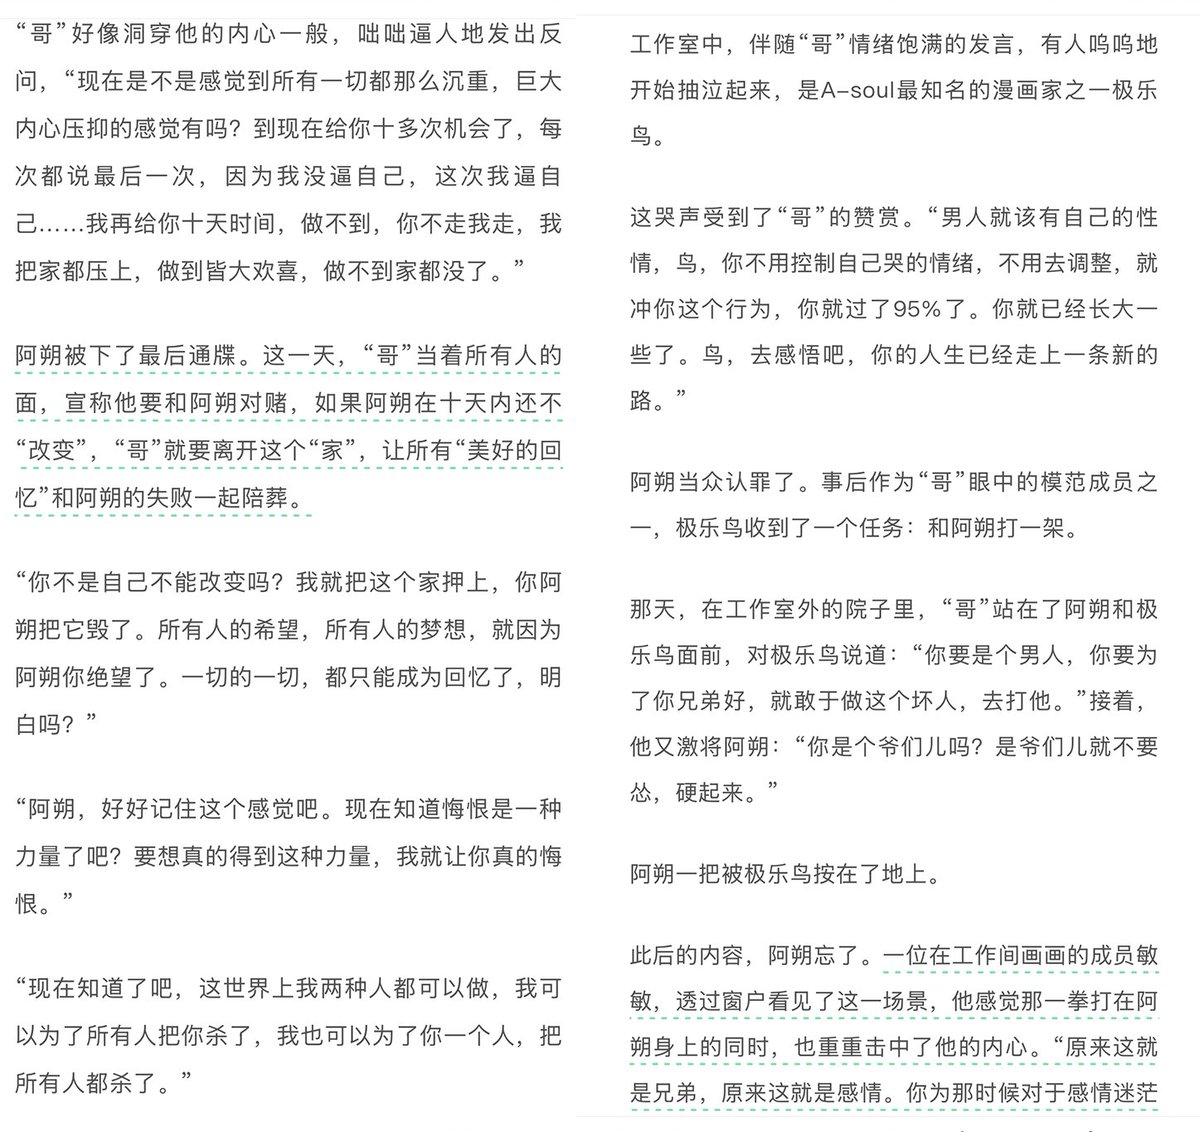 “哥”好像洞穿他的内心一般，咄咄逼人地发出反
问，“现在是不是感觉到所有一切都那么沉重，巨大
内心压抑的感觉有吗？到现在给你十多次机会了，每
次都说最后一次，因为我没逼自己，这次我逼自
己……我再给你十天时间，做不到，你不走我走，我
把家都压上，做到皆大欢喜，做不到家都没了。”
阿朔被下了最后通牒。这一天，“哥”当着所有人的
面，宣称他要和阿朔对赌，如果阿朔在十天内还不
“改变”，“哥”就要离开这个“家”，让所有“美好的回
忆”和阿朔的失败一起陪葬。
“你不是自己不能改变吗？我就把这个家押上，你阿
朔把它毁了。所有人的希望，所有人的梦想，就因为
阿朔你绝望了。一切的一切，都只能成为回忆了，明
白吗？”
“阿朔，好好记住这个感觉吧。现在知道悔恨是一种
力量了吧？要想真的得到这种力量，我就让你真的悔
恨。”
“现在知道了吧，这世界上我两种人都可以做，我可
以为了所有人把你杀了，我也可以为了你一个人，把
所有人都杀了。”
工作室中，伴随“哥”情绪饱满的发言，有人呜呜地
开始抽泣起来，是A-soul最知名的漫画家之一极乐
鸟。
这哭声受到了“哥”的赞赏。“男人就该有自己的性
情，鸟，你不用控制自己哭的情绪，不用去调整，就
冲你这个行为，你就过了95%了。你就已经长大一
些了。鸟，去感悟吧，你的人生已经走上一条新的
路。”
阿朔当众认罪了。事后作为“哥”眼中的模范成员之
一，极乐鸟收到了一个任务：和阿朔打一架。
那天，在工作室外的院子里，“哥”站在了阿朔和极
乐鸟面前，对极乐鸟说道：“你要是个男人，你要为
了你兄弟好，就敢于做这个坏人，去打他。”接着，
他又激将阿朔：“你是个爷们儿吗？是爷们儿就不要
怂，硬起来。”
阿朔一把被极乐鸟按在了地上。
此后的内容，阿朔忘了。一位在工作间画画的成员敏
敏，透过窗户看见了这一场景，他感觉那一拳打在阿
朔身上的同时，也重重击中了他的内心。“原来这就
是兄弟，原来这就是感情。你为那时候对于感情迷茫